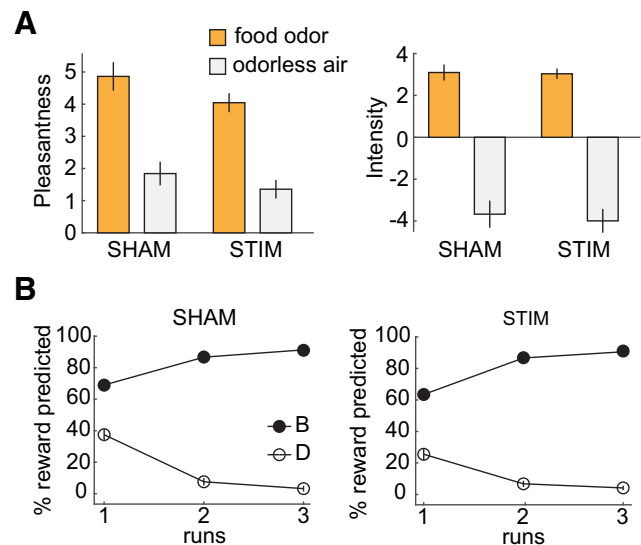 A
food odor
odorless air
Pleasantness
5
4
3
2
1
0
SHAM
STIM
Intensity
4
2
0
-2
-4
SHAM
STIM
B
SHAM
% reward predicted
100
80
60
40
20
0
B
D
1
2
3
runs
STIM
% reward predicted
100
80
60
40
20
0
1
2
3
runs